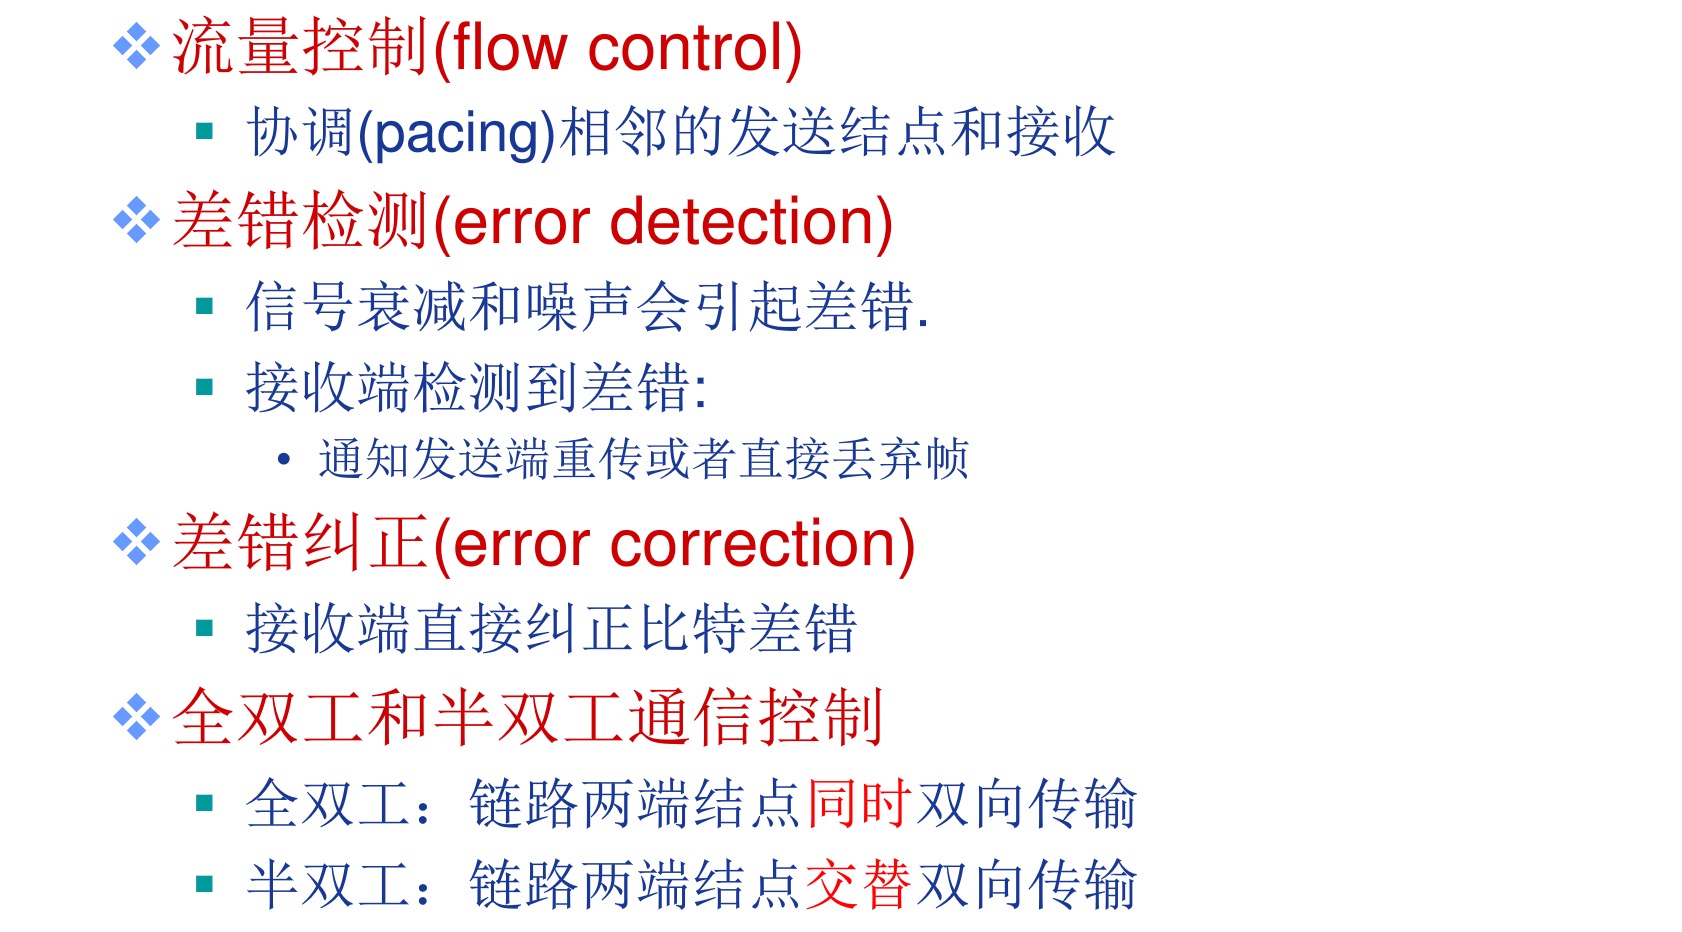 流量控制(flow control)
协调(pacing)相邻的发送结点和接收
差错检测(error detection)
信号衰减和噪声会引起差错.
接收端检测到差错:
通知发送端重传或者直接丢弃帧
差错纠正(error correction)
接收端直接纠正比特差错
全双工和半双工通信控制
全双工：链路两端结点同时双向传输
半双工：链路两端结点交替双向传输